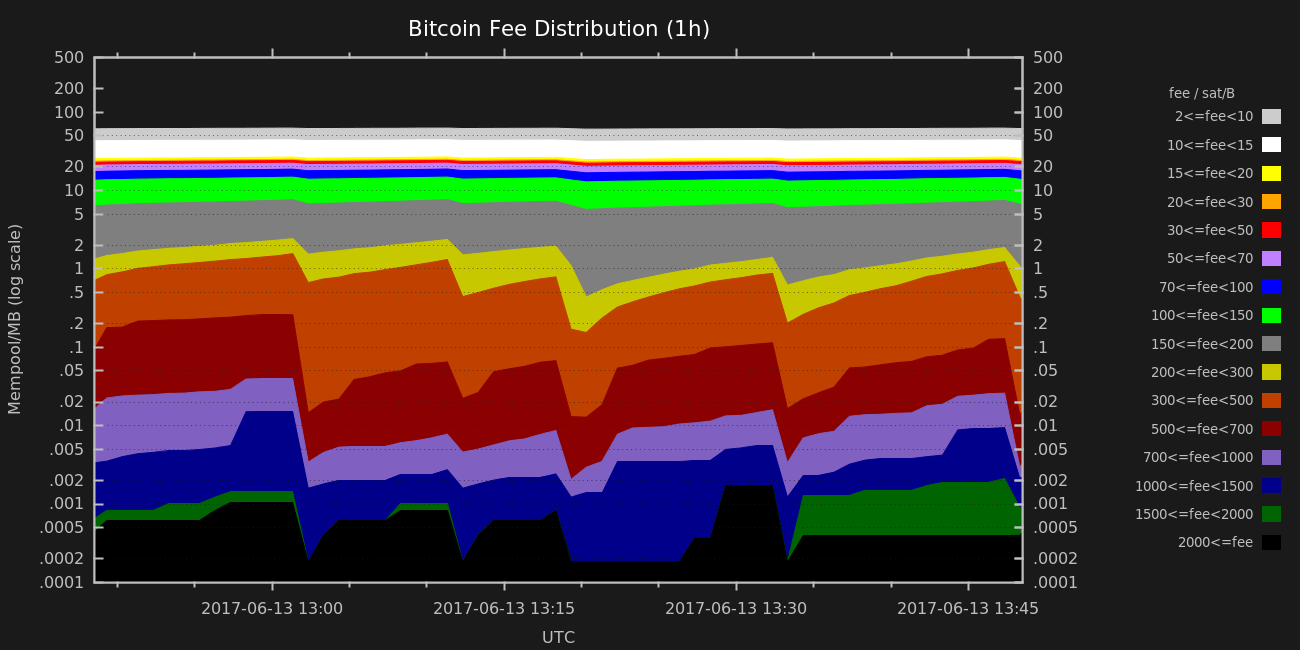 Bitcoin Fee Distribution (1h)
500 500
200 200
100 100
50 50
20 20
10 10
5 5
2 2
1 1
.5 .5
.2 .2
.1 .1
.05 .05
.02 .02
.01 .01
.005 .005
.002 .002
.001 .001
.0005 .0005
.0002 .0002
.0001 .0001
Mempool/MB (log scale)
2017-06-13 13:00 2017-06-13 13:15 2017-06-13 13:30 2017-06-13 13:45
UTC
fee / sat/B
2<=fee<10
10<=fee<15
15<=fee<20
20<=fee<30
30<=fee<50
50<=fee<70
70<=fee<100
100<=fee<150
150<=fee<200
200<=fee<300
300<=fee<500
500<=fee<700
700<=fee<1000
1000<=fee<1500
1500<=fee<2000
2000<=fee